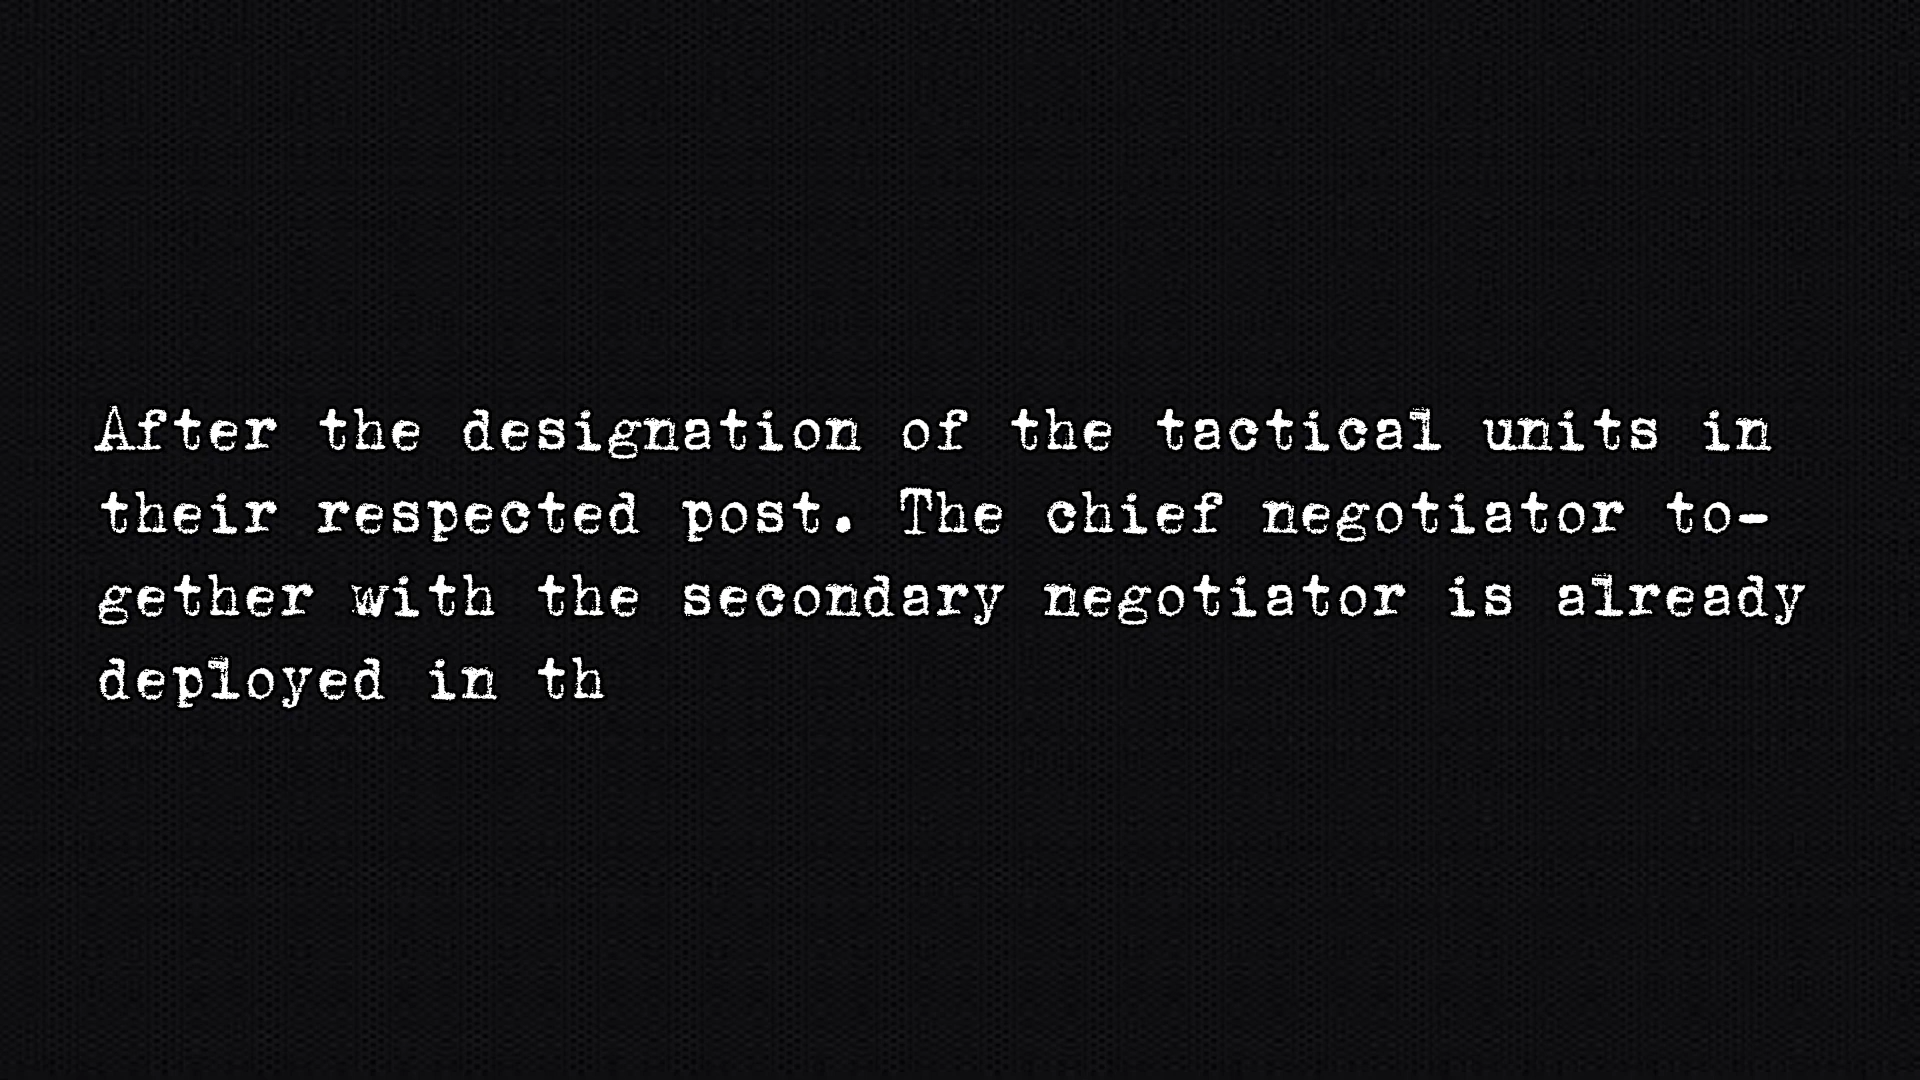 After the designation of the tactical units in
their respected post. The chief negotiator to-
gether with the secondary negotiator is already
deployed in th